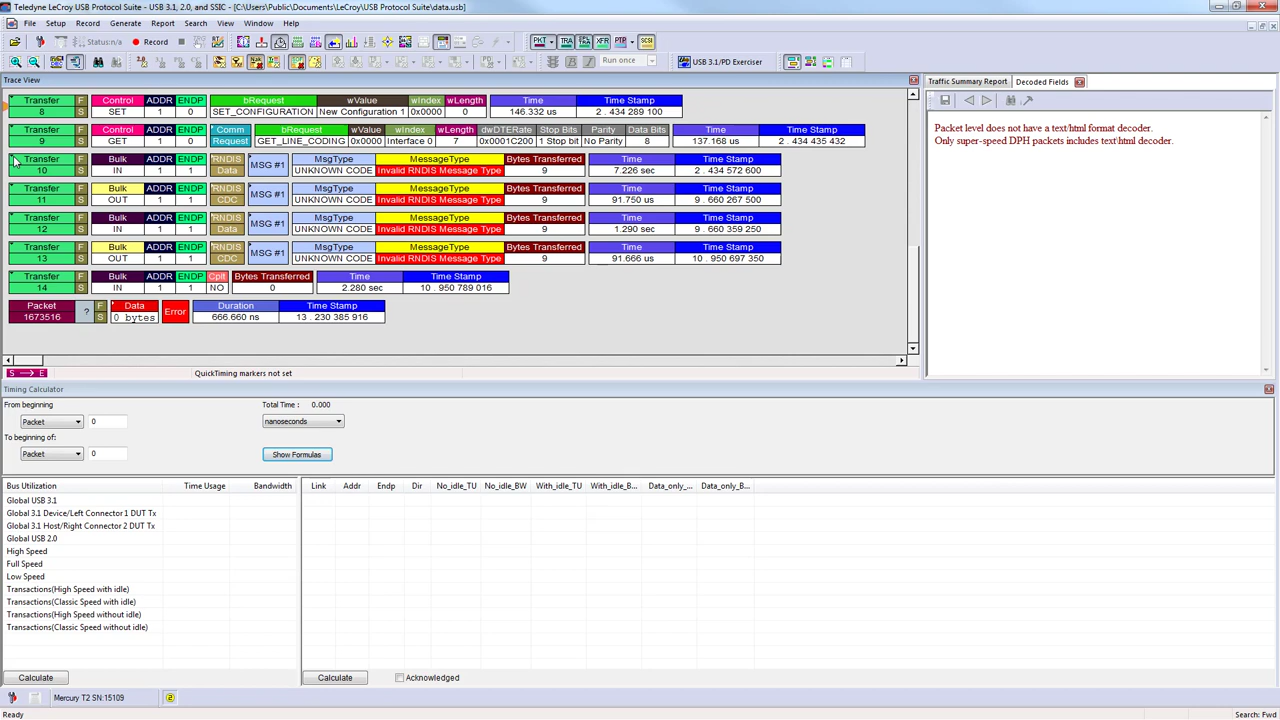 Teledyne LeCroy USB Protocol Suite - USB 3.1, 2.0, and SSIC - [C:\Users\Public\Documents\LeCroy\USB Protocol Suite\data.usb]
File Setup Record Generate Report Search View Window Help
Status:n/a Record PKT TRA XFR PTP SCSI
Run once USB 3.1/PD Exerciser
Trace View
Traffic Summary Report Decoded Fields
Transfer F Control ADDR ENDP bRequest wValue wIndex wLength Time Time Stamp
8 S SET 1 0 SET_CONFIGURATION New Configuration 1 0x0000 0 146.332 us 2 . 434 289 100
Transfer F Control ADDR ENDP Comm bRequest wValue wIndex wLength dwDTERate Stop Bits Parity Data Bits Time Time Stamp
9 S GET 1 0 Request GET_LINE_CODING 0x0000 Interface 0 7 0x0001C200 1 Stop bit No Parity 8 137.168 us 2 . 434 435 432
Transfer F Bulk ADDR ENDP RNDIS MSG #1 MsgType MessageType Bytes Transferred Time Time Stamp
10 S IN 1 1 Data UNKNOWN CODE Invalid RNDIS Message Type 9 7.226 sec 2 . 434 572 600
Transfer F Bulk ADDR ENDP RNDIS MSG #1 MsgType MessageType Bytes Transferred Time Time Stamp
11 S OUT 1 1 CDC UNKNOWN CODE Invalid RNDIS Message Type 9 91.750 us 9 . 660 267 500
Transfer F Bulk ADDR ENDP RNDIS MSG #1 MsgType MessageType Bytes Transferred Time Time Stamp
12 S IN 1 1 Data UNKNOWN CODE Invalid RNDIS Message Type 9 1.290 sec 9 . 660 359 250
Transfer F Bulk ADDR ENDP RNDIS MSG #1 MsgType MessageType Bytes Transferred Time Time Stamp
13 S OUT 1 1 CDC UNKNOWN CODE Invalid RNDIS Message Type 9 91.666 us 10 . 950 697 350
Transfer F Bulk ADDR ENDP Cplt Bytes Transferred Time Time Stamp
14 S IN 1 1 NO 0 2.280 sec 10 . 950 789 016
Packet ? F Data Error Duration Time Stamp
1673516 S 0 bytes 666.660 ns 13 . 230 385 916
Packet level does not have a text/html format decoder.
Only super-speed DPH packets includes text\html decoder.
S E QuickTiming markers not set
Timing Calculator
From beginning Total Time : 0.000
Packet 0 nanoseconds
To beginning of:
Packet 0 Show Formulas
Bus Utilization Time Usage Bandwidth Link Addr Endp Dir No_idle_TU No_idle_BW With_idle_TU With_idle_B... Data_only_... Data_only_B...
Global USB 3.1
Global 3.1 Device/Left Connector 1 DUT Tx
Global 3.1 Host/Right Connector 2 DUT Tx
Global USB 2.0
High Speed
Full Speed
Low Speed
Transactions(High Speed with idle)
Transactions(Classic Speed with idle)
Transactions(High Speed without idle)
Transactions(Classic Speed without idle)
Calculate Calculate Acknowledged
Mercury T2 SN:15109 2
Ready Search: Fwd